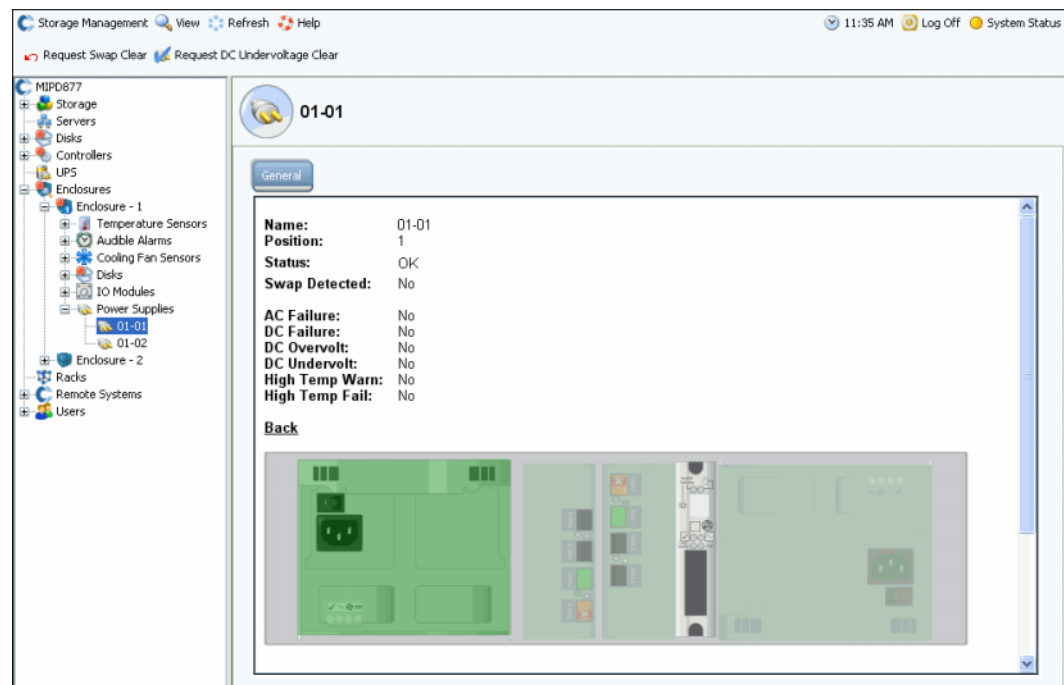 Storage Management View Refresh Help 11:35 AM Log Off System Status
Request Swap Clear Request DC Undervoltage Clear
MIPD877
Storage
Servers
Disks
Controllers
UPS
Enclosures
Enclosure - 1
Temperature Sensors
Audible Alarms
Cooling Fan Sensors
Disks
IO Modules
Power Supplies
01-01
01-02
Enclosure - 2
Racks
Remote Systems
Users
01-01
General
Name: 01-01
Position: 1
Status: OK
Swap Detected: No
AC Failure: No
DC Failure: No
DC Overvolt: No
DC Undervolt: No
High Temp Warn: No
High Temp Fail: No
Back